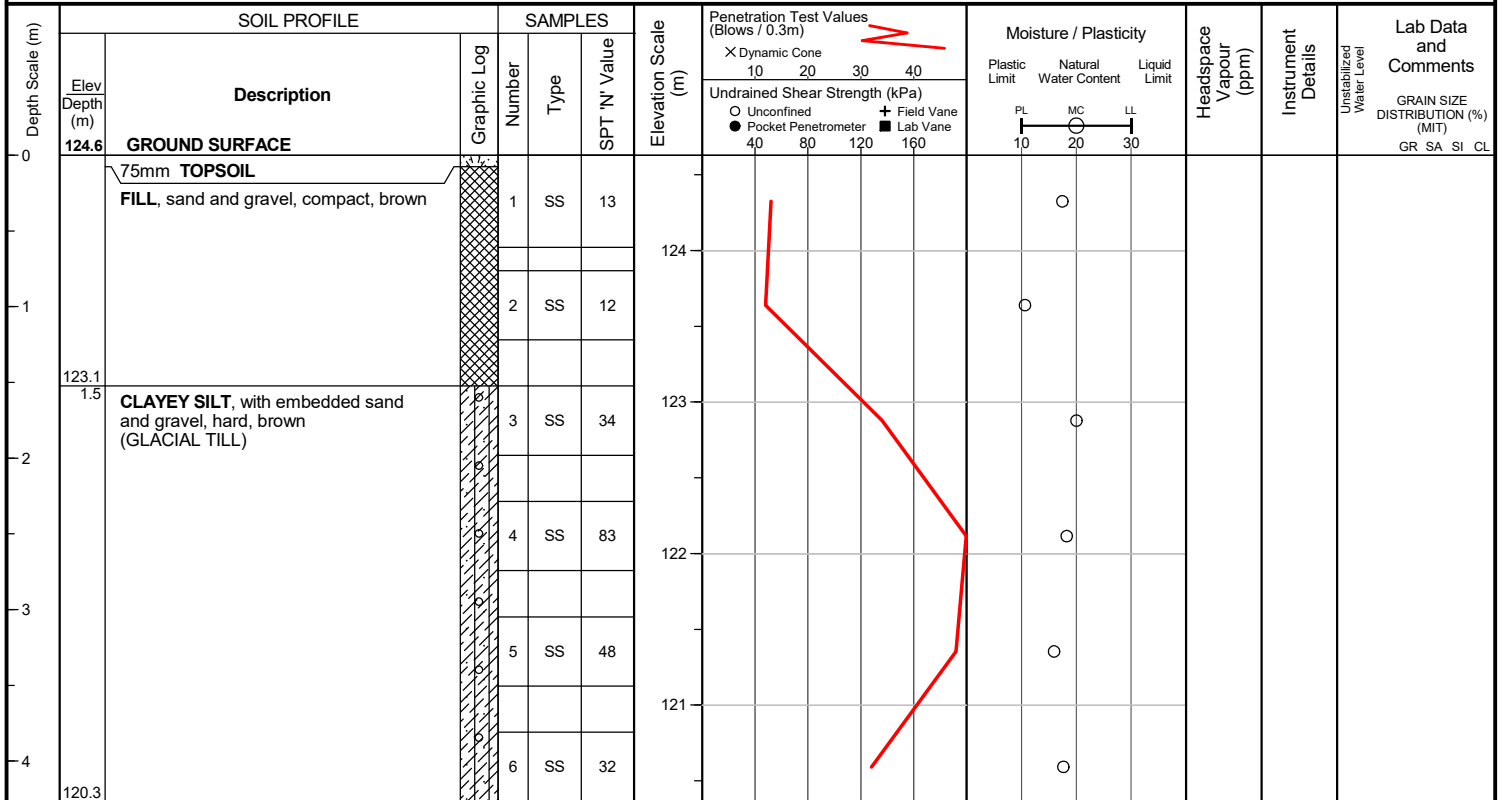 SOIL PROFILE
SAMPLES
Depth Scale (m)
Elev
Depth
(m)
Description
Graphic Log
Number
Type
SPT 'N' Value
Elevation Scale
(m)
Penetration Test Values
(Blows / 0.3m)
X Dynamic Cone
10 20 30 40
Undrained Shear Strength (kPa)
Unconfined
Field Vane
Pocket Penetrometer
Lab Vane
40 80 120 160
Moisture / Plasticity
Plastic
Limit
Natural
Water Content
Liquid
Limit
PL MC LL
10 20 30
Headspace
Vapour
(ppm)
Instrument
Details
Unstabilized
Water Level
Lab Data
and
Comments
GRAIN SIZE
DISTRIBUTION (%)
(MIT)
GR SA SI CL
124.6 GROUND SURFACE
0
75mm TOPSOIL
FILL, sand and gravel, compact, brown
1 SS 13
124
1
2 SS 12
123.1
1.5
CLAYEY SILT, with embedded sand
and gravel, hard, brown
(GLACIAL TILL)
123
3 SS 34
2
4 SS 83
122
3
5 SS 48
121
4
6 SS 32
120.3